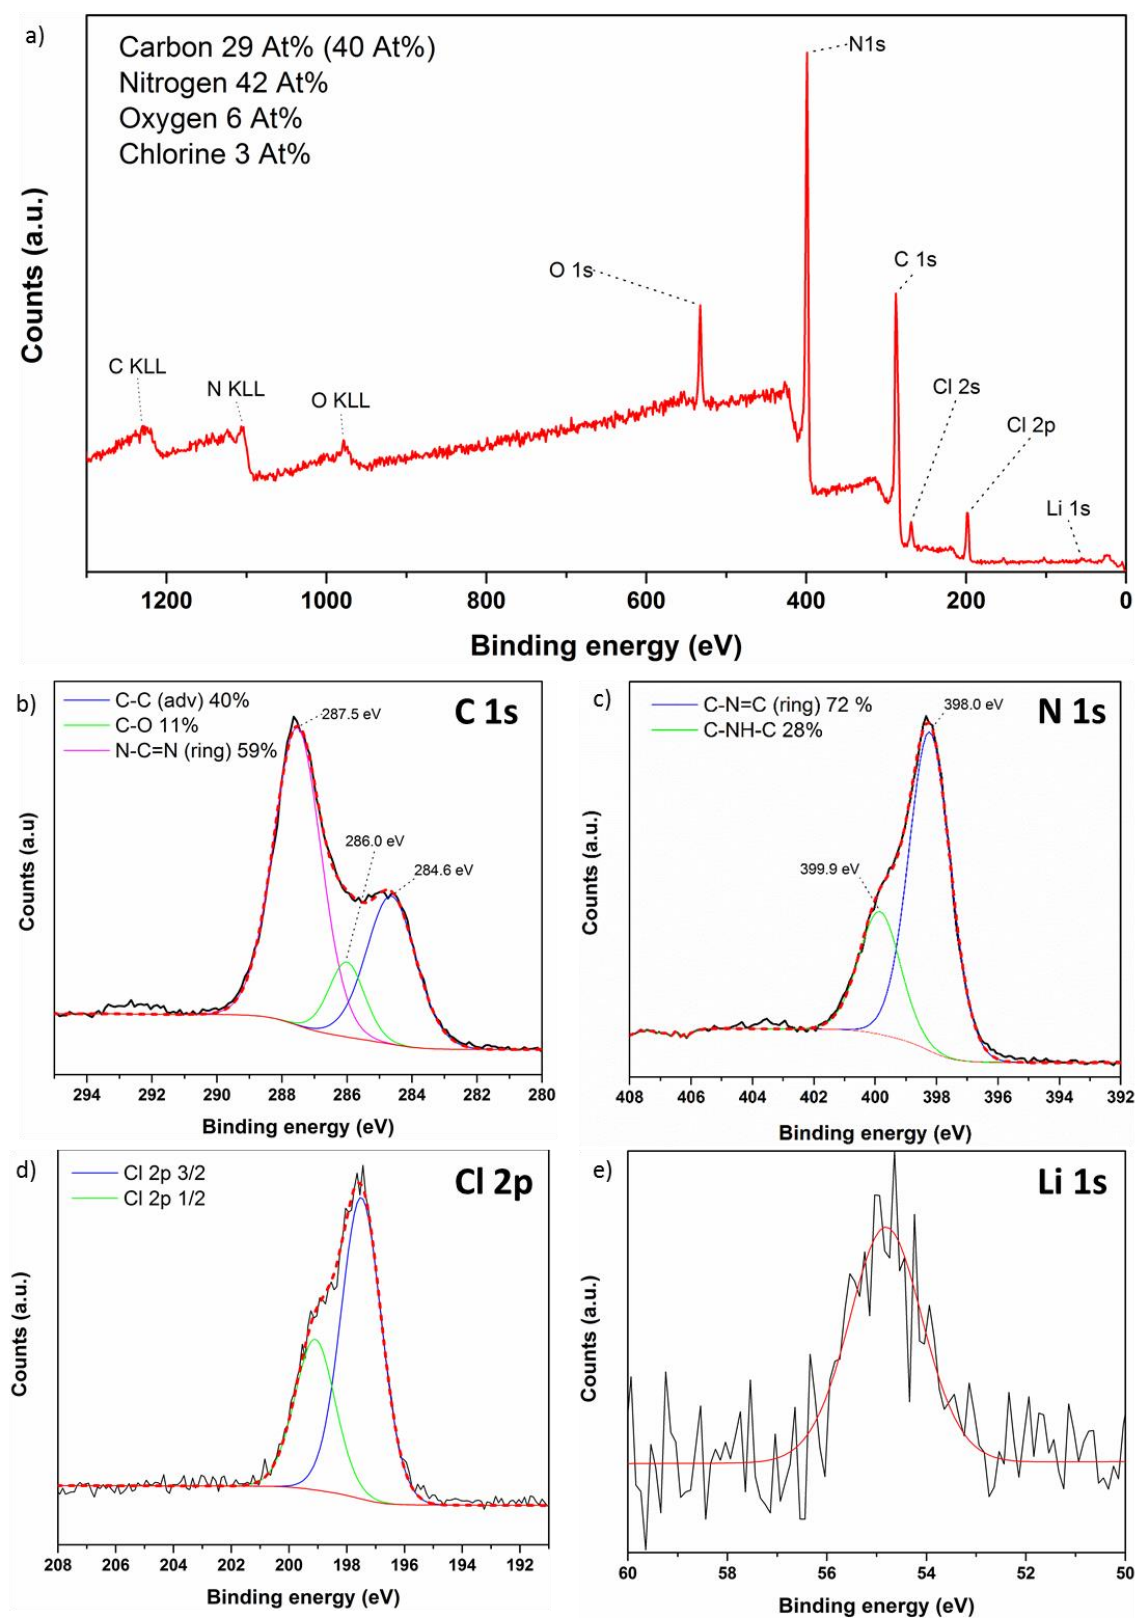 a)
Carbon 29 At% (40 At%)
Nitrogen 42 At%
Oxygen 6 At%
Chlorine 3 At%
N1s
O 1s
C 1s
C KLL
N KLL
O KLL
Cl 2s
Cl 2p
Li 1s
Counts (a.u.)
1200 1000 800 600 400 200 0
Binding energy (eV)
b)
C-C (adv) 40%
C-O 11%
N-C=N (ring) 59%
C 1s
287.5 eV
286.0 eV
284.6 eV
Counts (a.u)
294 292 290 288 286 284 282 280
Binding energy (eV)
c)
C-N=C (ring) 72 %
C-NH-C 28%
N 1s
398.0 eV
399.9 eV
Counts (a.u.)
408 406 404 402 400 398 396 394 392
Binding energy (eV)
d)
Cl 2p 3/2
Cl 2p 1/2
Cl 2p
Counts (a.u.)
208 206 204 202 200 198 196 194 192
Binding energy (eV)
e)
Li 1s
Counts (a.u.)
60 58 56 54 52 50
Binding energy (eV)